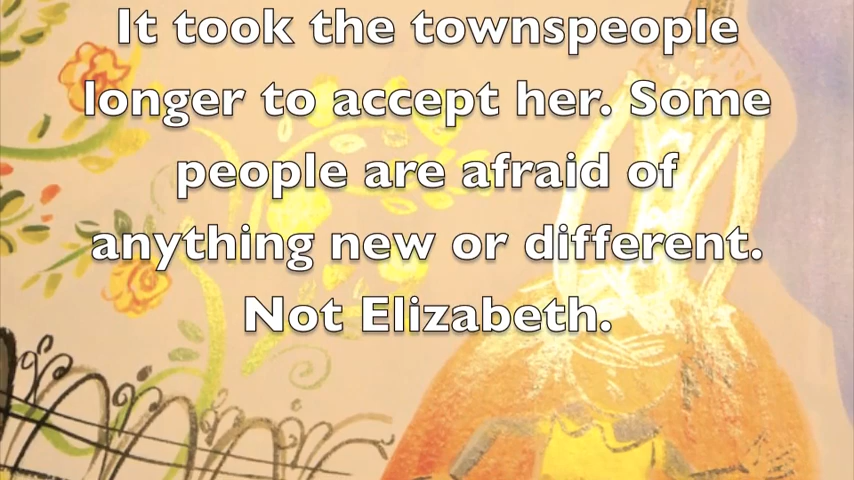 It took the townspeople
longer to accept her. Some
people are afraid of
anything new or different.
Not Elizabeth.